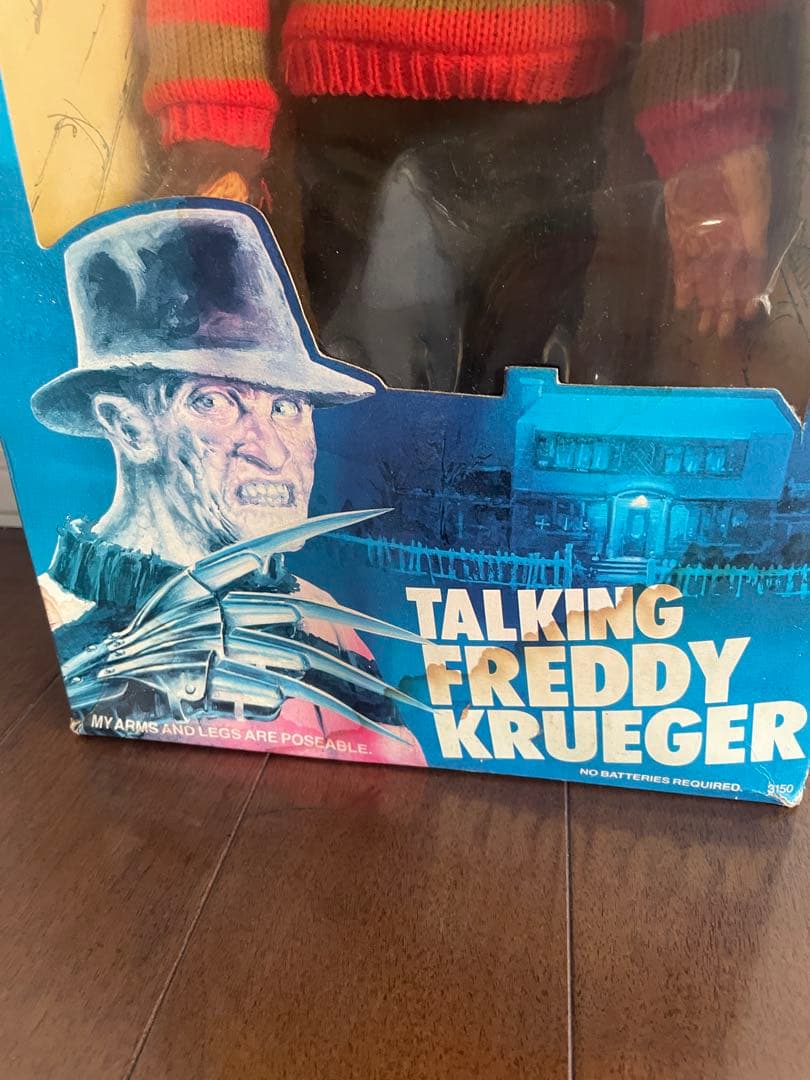 TALKING
FREDDY
KRUEGER
MY ARMS AND LEGS ARE POSEABLE.
NO BATTERIES REQUIRED.
3150